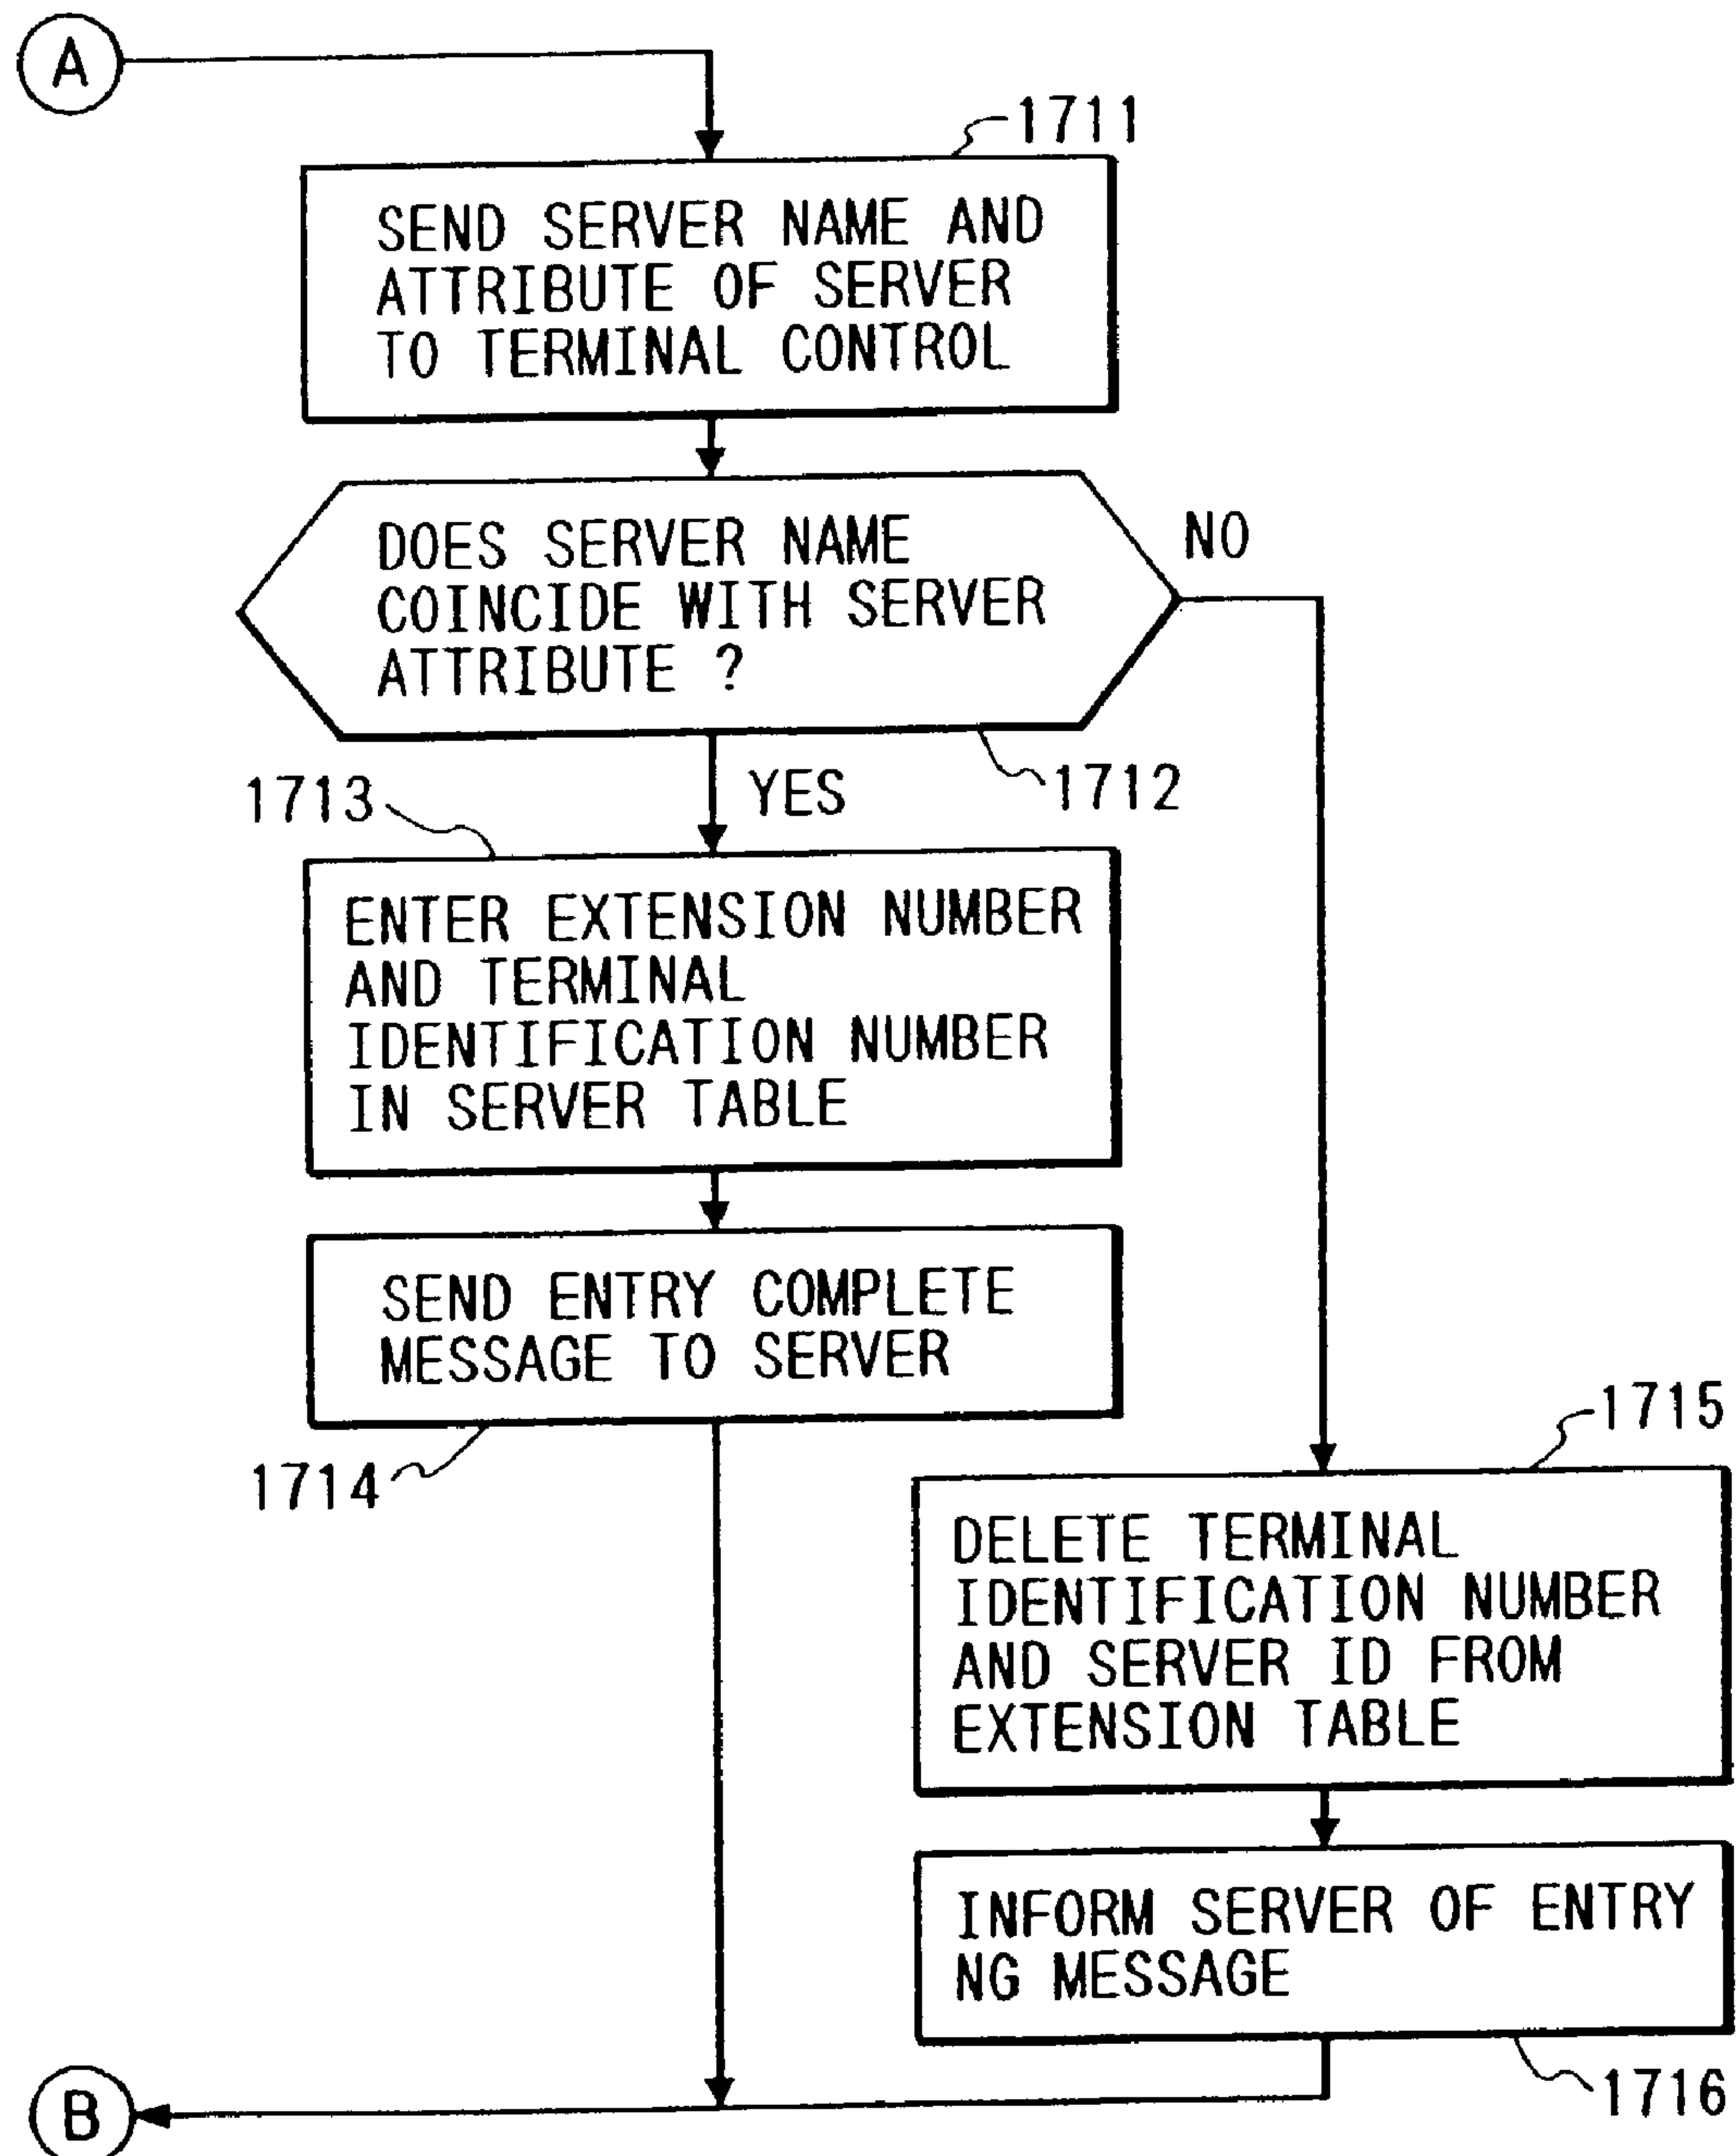 A
1711
SEND SERVER NAME AND
ATTRIBUTE OF SERVER
TO TERMINAL CONTROL
DOES SERVER NAME
COINCIDE WITH SERVER
ATTRIBUTE ?
NO
1712
YES
1713
ENTER EXTENSION NUMBER
AND TERMINAL
IDENTIFICATION NUMBER
IN SERVER TABLE
SEND ENTRY COMPLETE
MESSAGE TO SERVER
1714
1715
DELETE TERMINAL
IDENTIFICATION NUMBER
AND SERVER ID FROM
EXTENSION TABLE
INFORM SERVER OF ENTRY
NG MESSAGE
1716
B